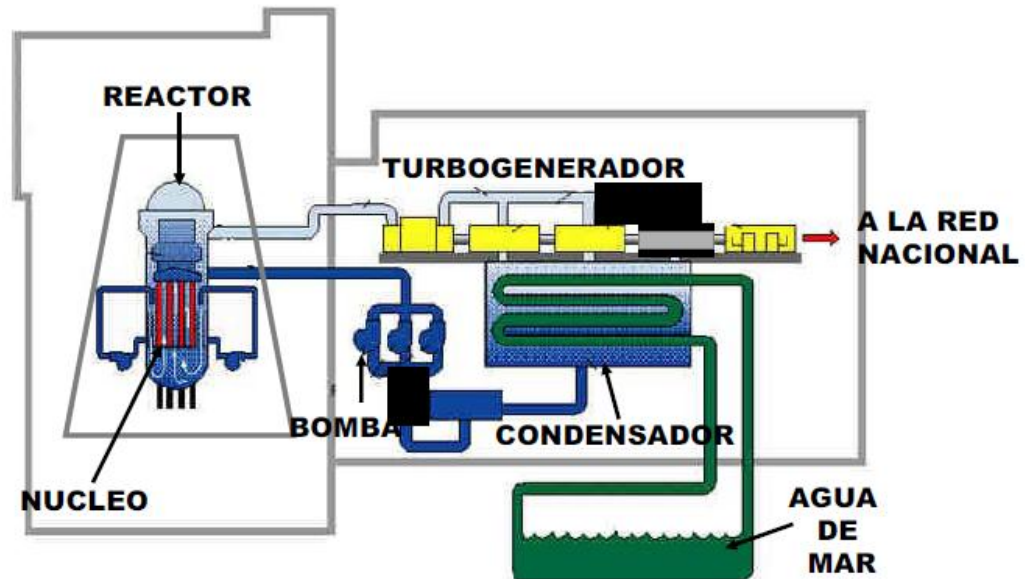 REACTOR
TURBOGENERADOR
A LA RED
NACIONAL
BOMBA
CONDENSADOR
NUCLEO
AGUA
DE
MAR